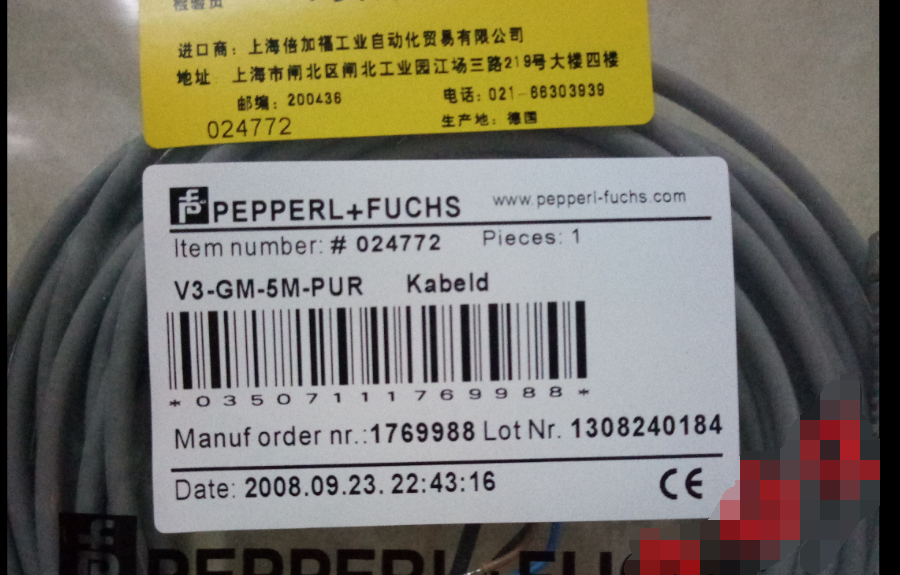 检验员
进口商：上海倍加福工业自动化贸易有限公司
地址：上海市闸北区闸北工业园江场三路219号大楼四楼
邮编：200436 电话：021-66303939
024772 生产地：德国
PEPPERL+FUCHS www.pepperl-fuchs.com
Item number: # 024772 Pieces: 1
V3-GM-5M-PUR Kabeld
*03507111769988*
Manuf order nr.:1769988 Lot Nr. 1308240184
Date: 2008.09.23. 22:43:16 CE
PEPPERL+FUCHS